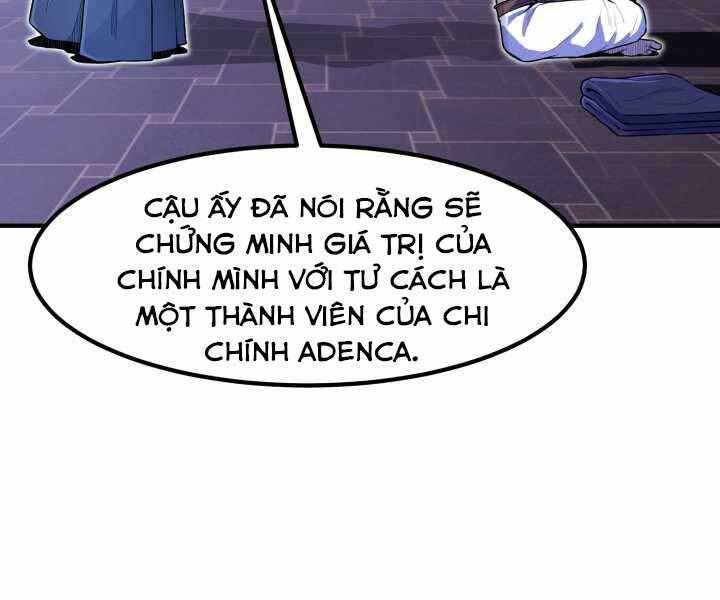 CẬU ẤY ĐÃ NÓI RẰNG SẼ
CHỨNG MINH GIÁ TRỊ CỦA
CHÍNH MÌNH VỚI TƯ CÁCH LÀ
MỘT THÀNH VIÊN CỦA CHI
CHÍNH ADENCA.